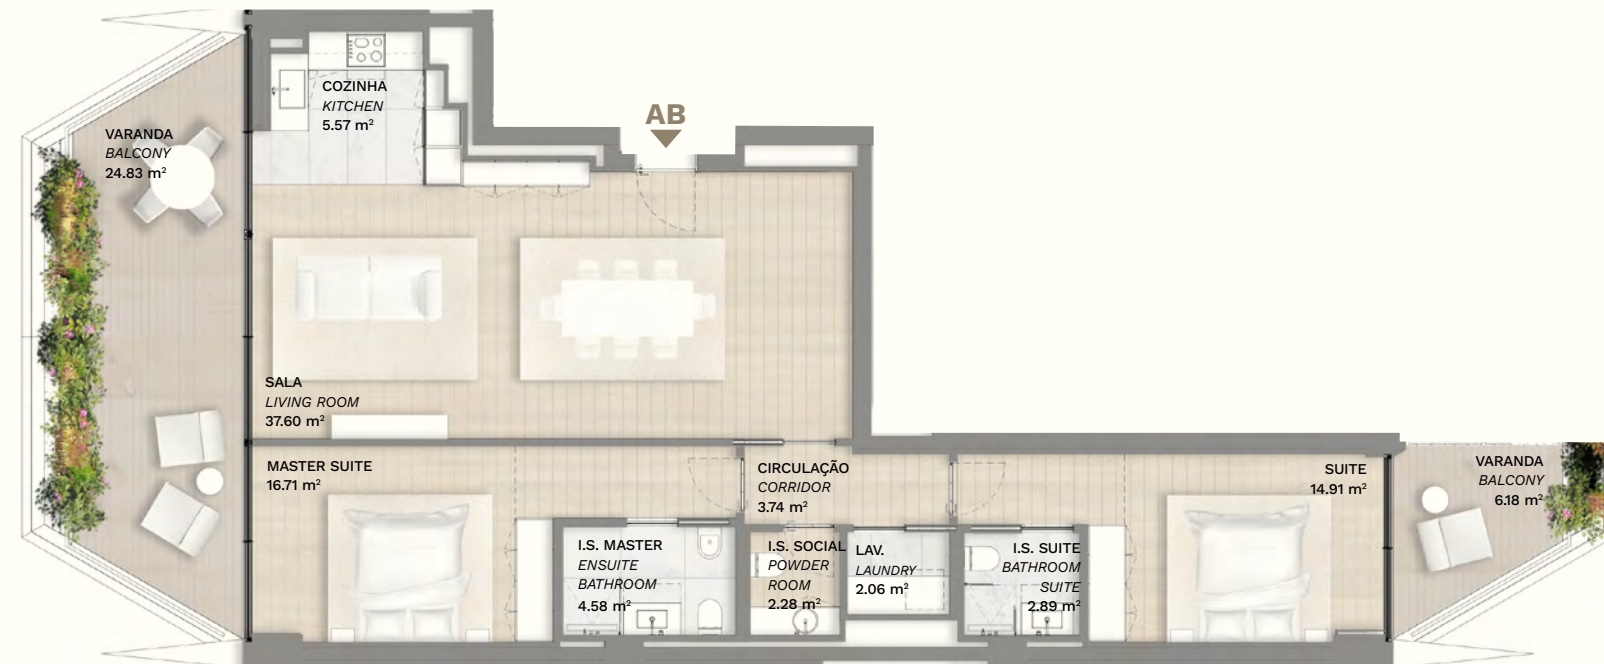 AB
COZINHA
KITCHEN
5.57 m²
VARANDA
BALCONY
24.83 m²
SALA
LIVING ROOM
37.60 m²
MASTER SUITE
16.71 m²
CIRCULAÇÃO
CORRIDOR
3.74 m²
SUITE
14.91 m²
VARANDA
BALCONY
6.18 m²
I.S. MASTER
ENSUITE
BATHROOM
4.58 m²
I.S. SOCIAL
POWDER
ROOM
2.28 m²
LAV.
LAUNDRY
2.06 m²
I.S. SUITE
BATHROOM
SUITE
2.89 m²